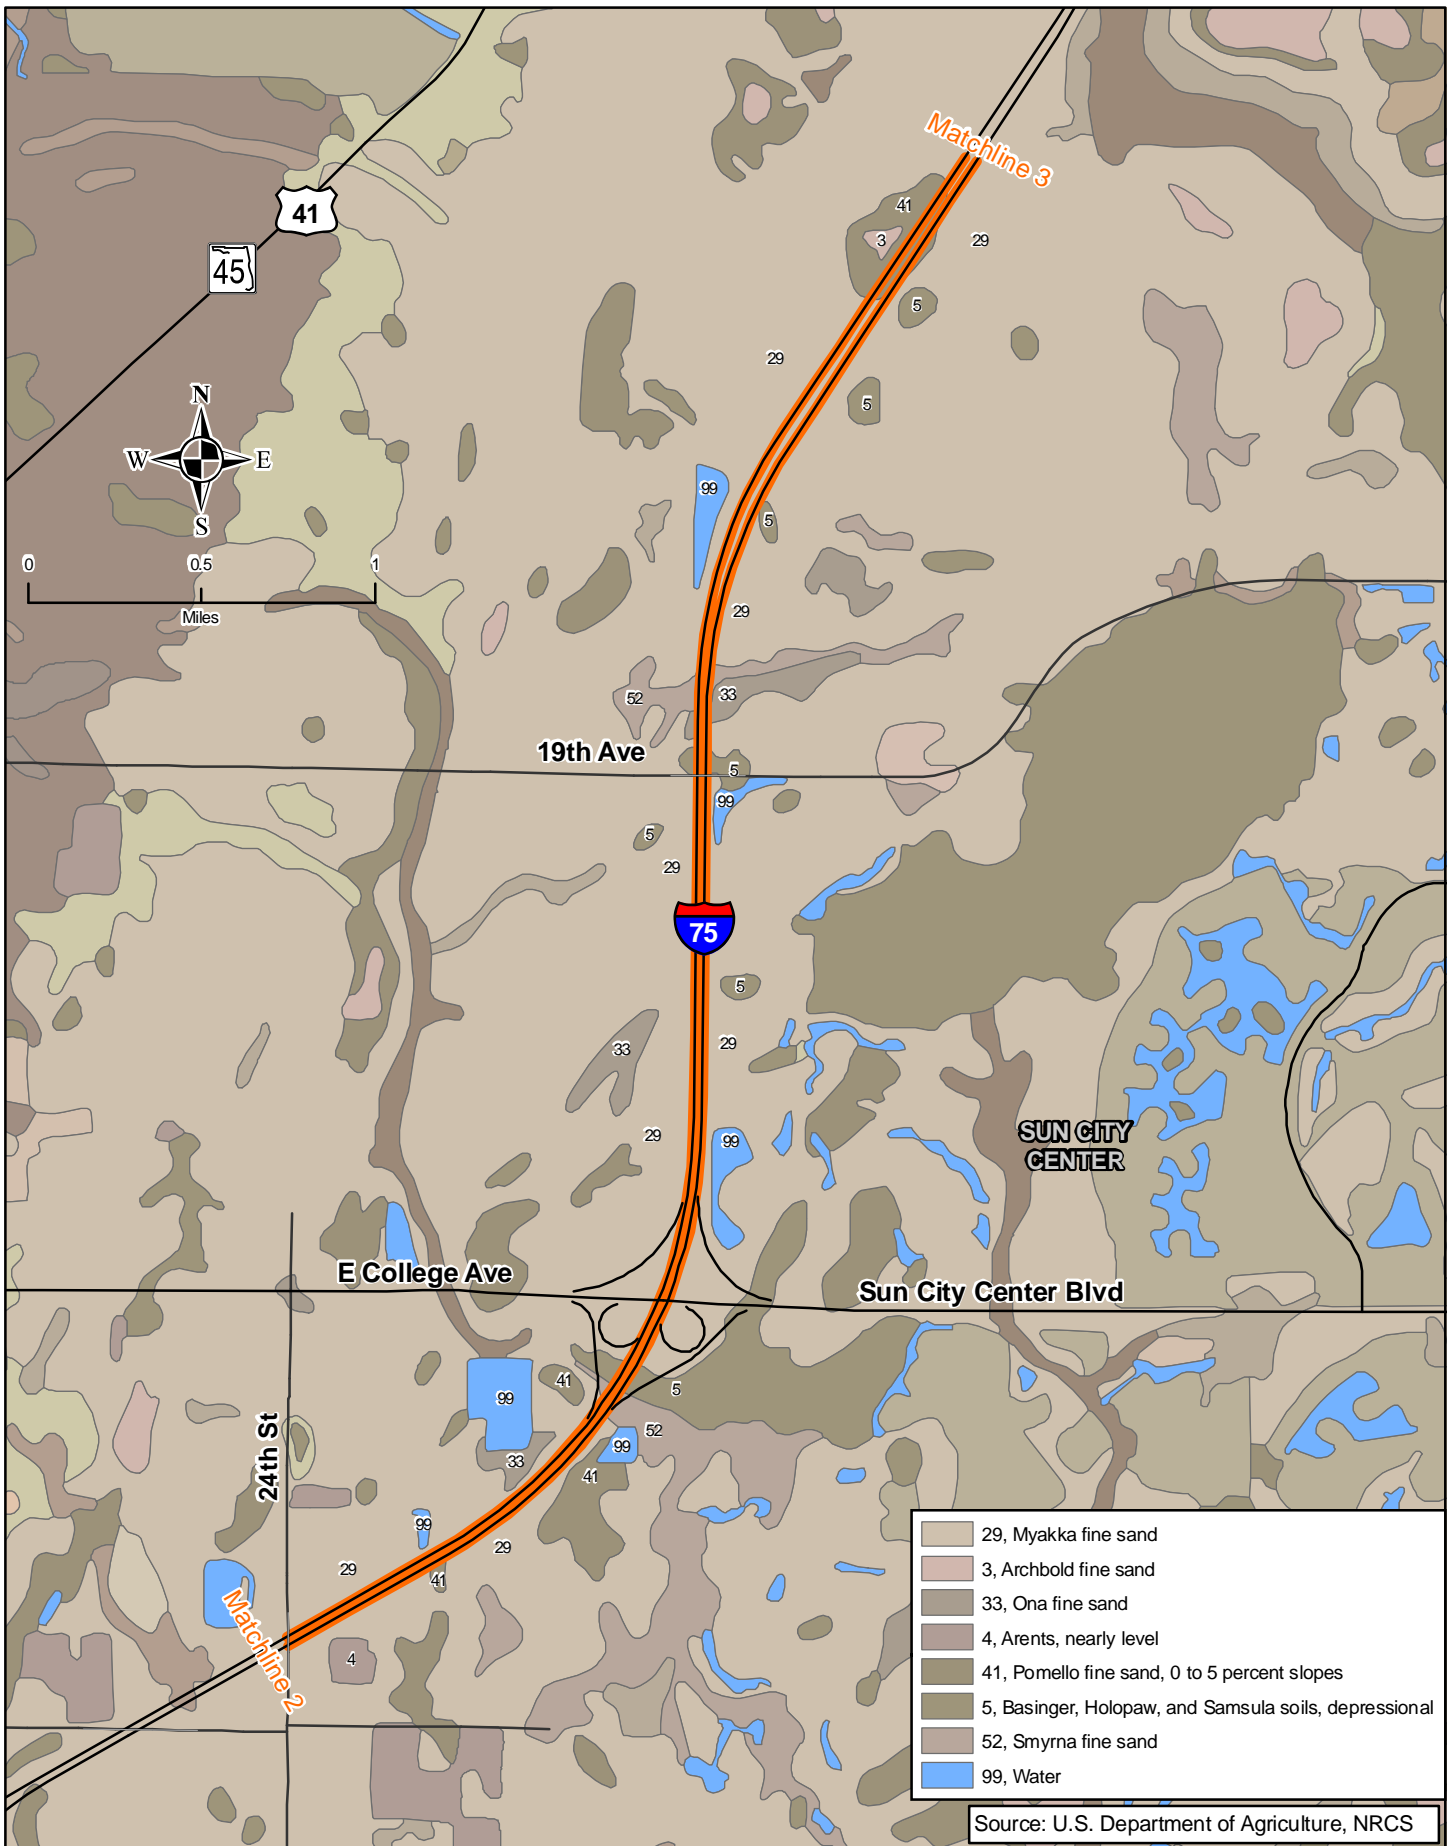 Matchline 3
41
41
3
29
45
5
29
N
5
W
E
99
S
5
0
0.5
1
Miles
29
52
33
19th Ave
5
99
5
29
75
5
33
29
29
99
SUN CITY
CENTER
E College Ave
Sun City Center Blvd
41
5
99
24th St
52
99
33
41
99
29
29
41
Matchline 2
4
29, Myakka fine sand
3, Archbold fine sand
33, Ona fine sand
4, Arents, nearly level
41, Pomello fine sand, 0 to 5 percent slopes
5, Basinger, Holopaw, and Samsula soils, depressional
52, Smyrna fine sand
99, Water
Source: U.S. Department of Agriculture, NRCS